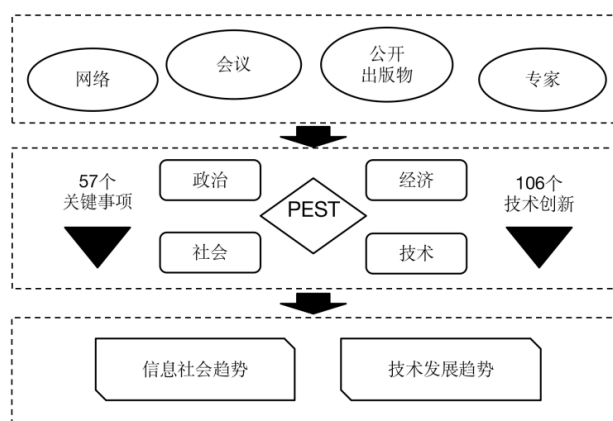 网络
会议
公开
出版物
专家
57个
关键事项
政治
社会
PEST
经济
技术
106个
技术创新
信息社会趋势
技术发展趋势